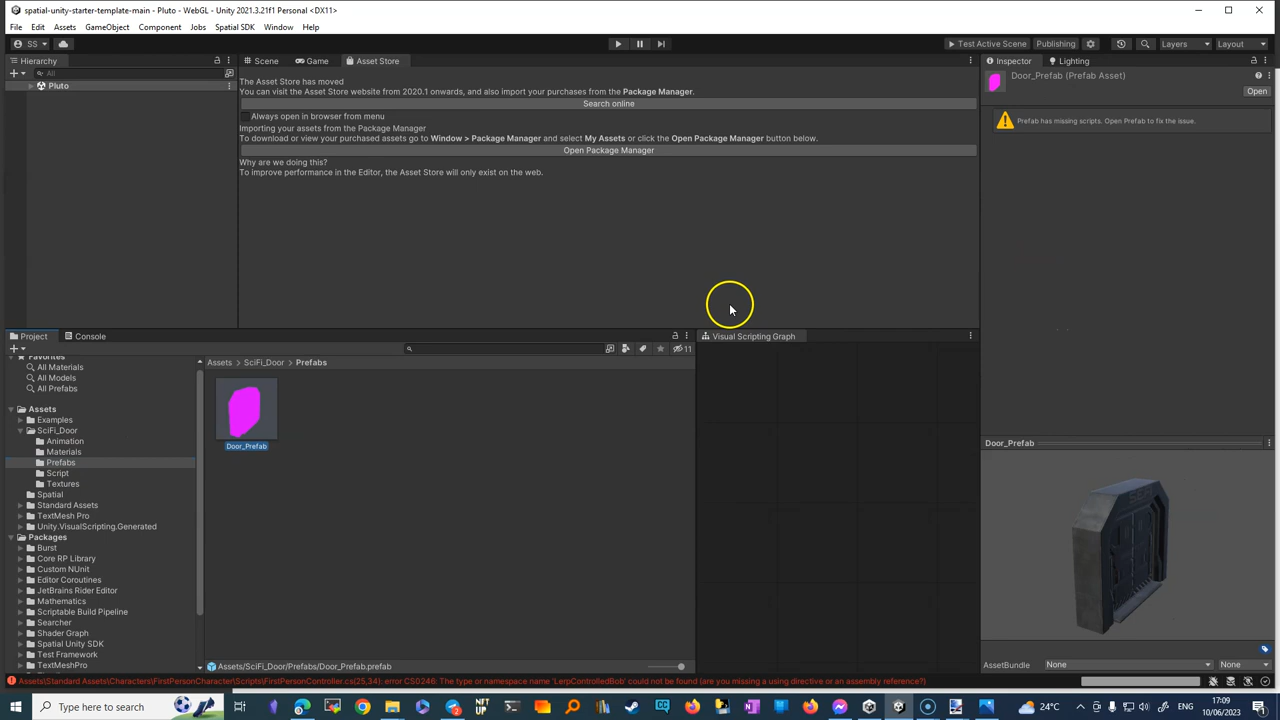 spatial-unity-starter-template-main - Pluto - WebGL - Unity 2021.3.21f1 Personal <DX11>
File Edit Assets GameObject Component Jobs Spatial SDK Window Help
SS Test Active Scene Publishing Layers Layout
Hierarchy Scene Game Asset Store Inspector Lighting
All
Pluto
The Asset Store has moved
You can visit the Asset Store website from 2020.1 onwards, and also import your purchases from the Package Manager.
Search online
Always open in browser from menu
Importing your assets from the Package Manager
To download or view your purchased assets go to Window > Package Manager and select My Assets or click the Open Package Manager button below.
Open Package Manager
Why are we doing this?
To improve performance in the Editor, the Asset Store will only exist on the web.
Door_Prefab (Prefab Asset)
Open
Prefab has missing scripts. Open Prefab to fix the issue.
Project Console
11
Favorites
All Materials
All Models
All Prefabs
Assets
Examples
SciFi_Door
Animation
Materials
Prefabs
Script
Textures
Spatial
Standard Assets
TextMesh Pro
Unity.VisualScripting.Generated
Packages
Burst
Core RP Library
Custom NUnit
Editor Coroutines
JetBrains Rider Editor
Mathematics
Scriptable Build Pipeline
Searcher
Shader Graph
Spatial Unity SDK
Test Framework
TextMeshPro
Assets > SciFi_Door > Prefabs
Door_Prefab
Assets/SciFi_Door/Prefabs/Door_Prefab.prefab
Visual Scripting Graph
Door_Prefab
AssetBundle None None
Assets\Standard Assets\Characters\FirstPersonCharacter\Scripts\FirstPersonController.cs(25,34): error CS0246: The type or namespace name 'LerpControlledBob' could not be found (are you missing a using directive or an assembly reference?)
Type here to search
NFT UP
CC
24°C
ENG
17:09
10/06/2023